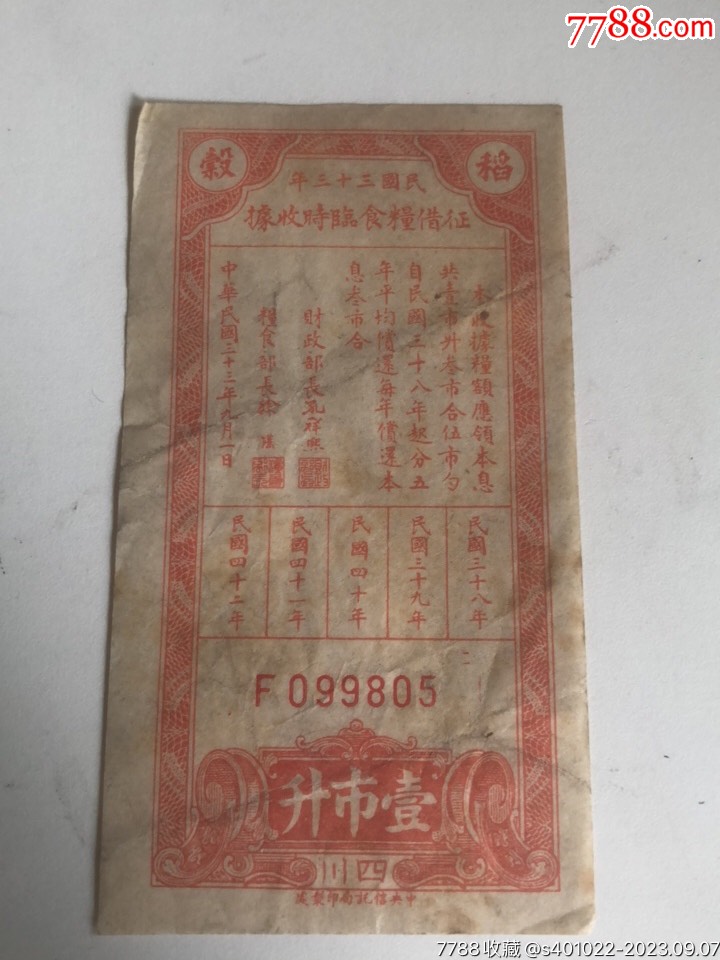 7788.com
稻穀
民國三十三年
征借糧食臨時收據
本收據糧額應領本息
共壹市升叁市合伍市勺
自民國三十八年起分五
年平均償還每年償還本
息叁市合
財政部長孔祥熙
糧食部長徐堪
中華民國三十三年九月一日
民國三十八年
民國三十九年
民國四十年
民國四十一年
民國四十二年
F 099805
壹市升
四川
中央信託局印製處
7788收藏@s401022-2023.09.07